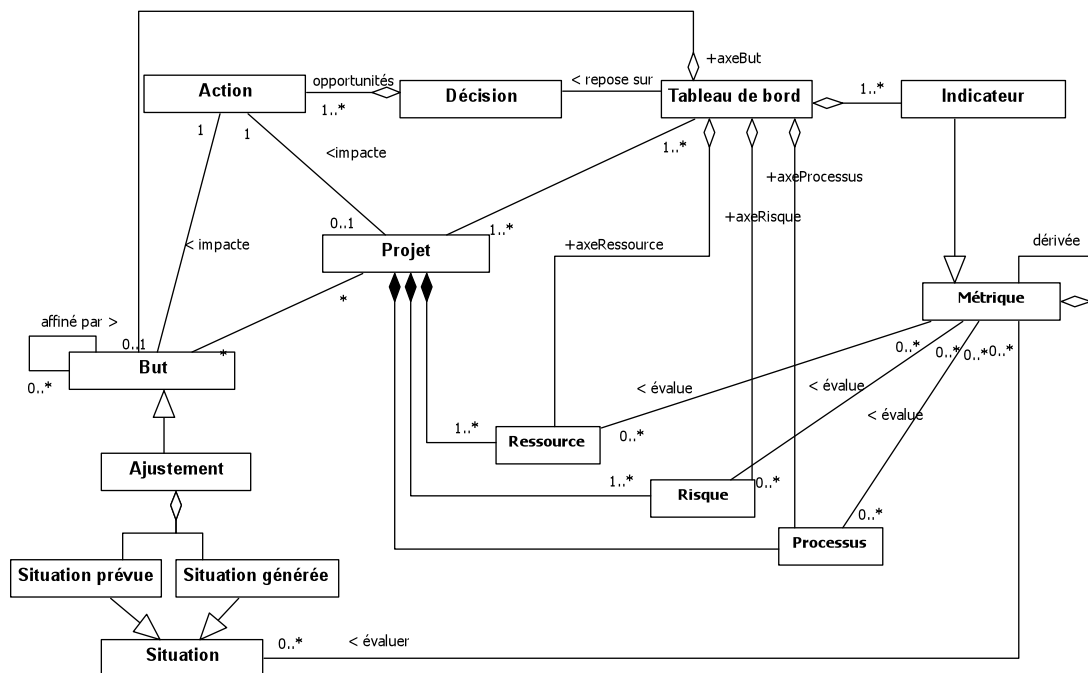 +axeBut
opportunités
< repose sur
Action
Décision
Tableau de bord
1..*
Indicateur
1..*
1
1
<impacte
1..*
+axeProcessus
+axeRisque
0..1
1..*
+axeRessource
dérivée
< impacte
Projet
Métrique
*
affiné par >
0..1
*
0..*
0..*
0..*
0..*
But
0..*
< évalue
< évalue
< évalue
1..*
Ressource
0..*
Ajustement
1..*
Risque
0..*
0..*
Processus
Situation prévue
Situation générée
0..*
< évaluer
Situation